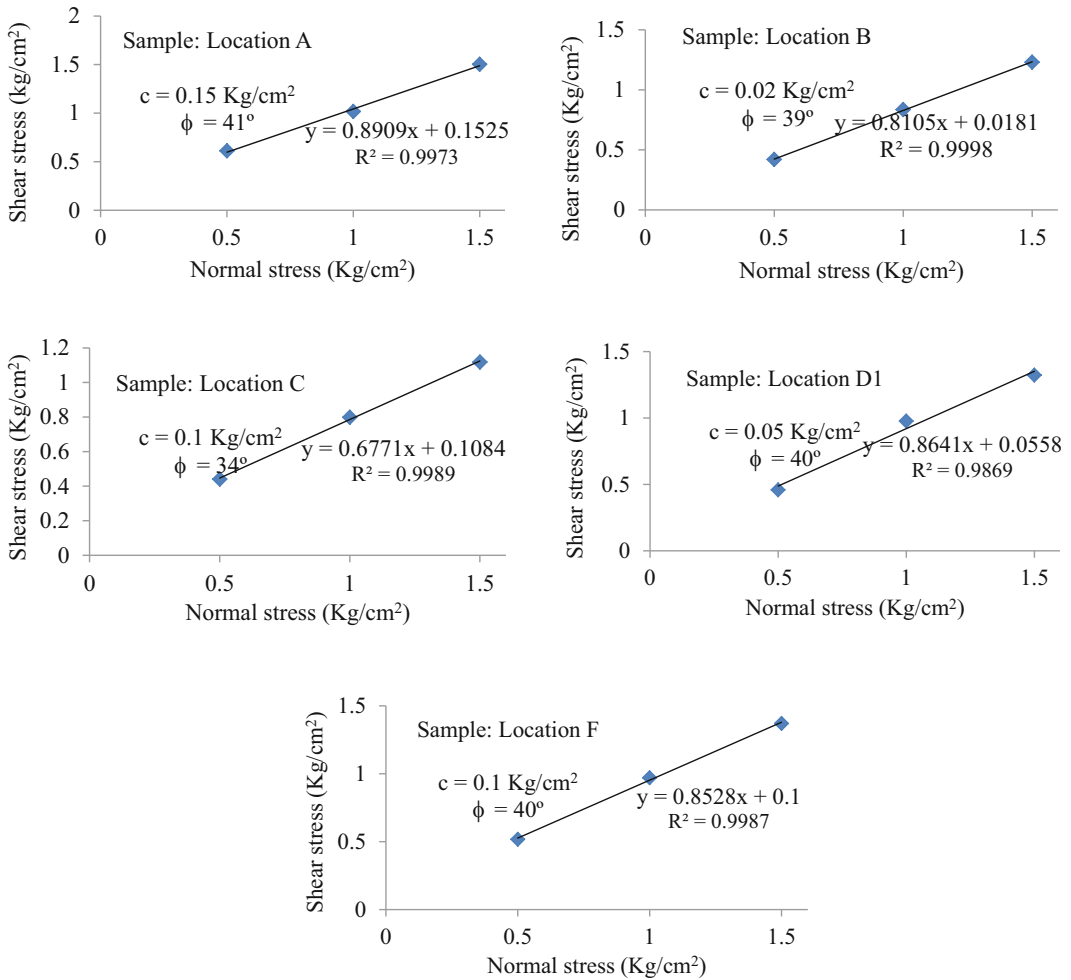 Shear stress (kg/cm²)
2
1.5
1
0.5
0
Sample: Location A
c = 0.15 Kg/cm²
ϕ = 41º
y = 0.8909x + 0.1525
R² = 0.9973
0
0.5
1
1.5
Normal stress (Kg/cm²)
Shear stress (Kg/cm²)
1.5
1
0.5
0
Sample: Location B
c = 0.02 Kg/cm²
ϕ = 39º
y = 0.8105x + 0.0181
R² = 0.9998
0
0.5
1
1.5
Normal stress (Kg/cm²)
Shear stress (Kg/cm²)
1.2
1
0.8
0.6
0.4
0.2
0
Sample: Location C
c = 0.1 Kg/cm²
ϕ = 34º
y = 0.6771x + 0.1084
R² = 0.9989
0
0.5
1
1.5
Normal stress (Kg/cm²)
Shear stress (Kg/cm²)
1.5
1
0.5
0
Sample: Location D1
c = 0.05 Kg/cm²
ϕ = 40º
y = 0.8641x + 0.0558
R² = 0.9869
0
0.5
1
1.5
Normal stress (Kg/cm²)
Shear stress (Kg/cm²)
1.5
1
0.5
0
Sample: Location F
c = 0.1 Kg/cm²
ϕ = 40º
y = 0.8528x + 0.1
R² = 0.9987
0
0.5
1
1.5
Normal stress (Kg/cm²)